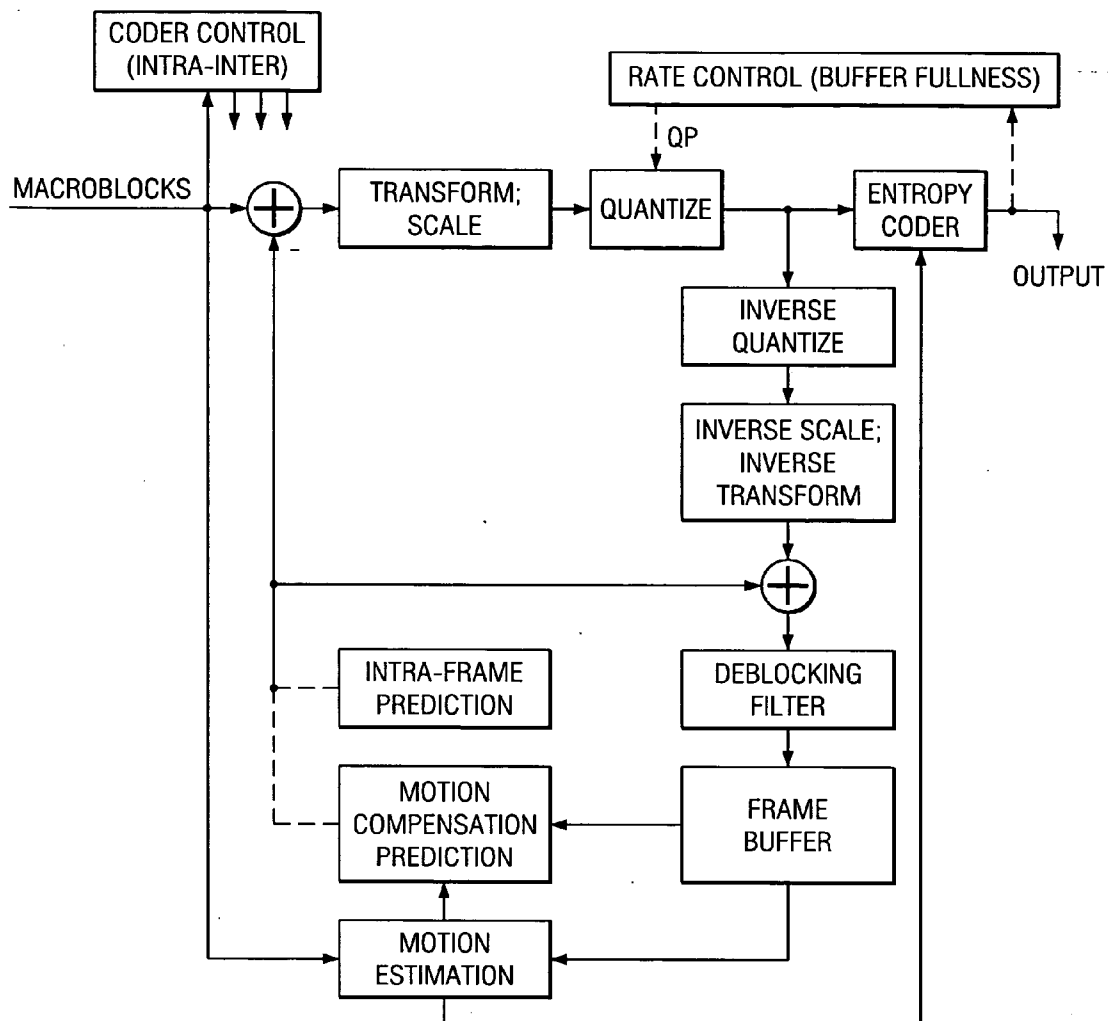 CODER CONTROL
(INTRA-INTER)
RATE CONTROL (BUFFER FULLNESS)
QP
MACROBLOCKS
+
TRANSFORM;
SCALE
QUANTIZE
ENTROPY
CODER
–
OUTPUT
INVERSE
QUANTIZE
INVERSE SCALE;
INVERSE
TRANSFORM
+
INTRA-FRAME
PREDICTION
DEBLOCKING
FILTER
MOTION
COMPENSATION
PREDICTION
FRAME
BUFFER
MOTION
ESTIMATION